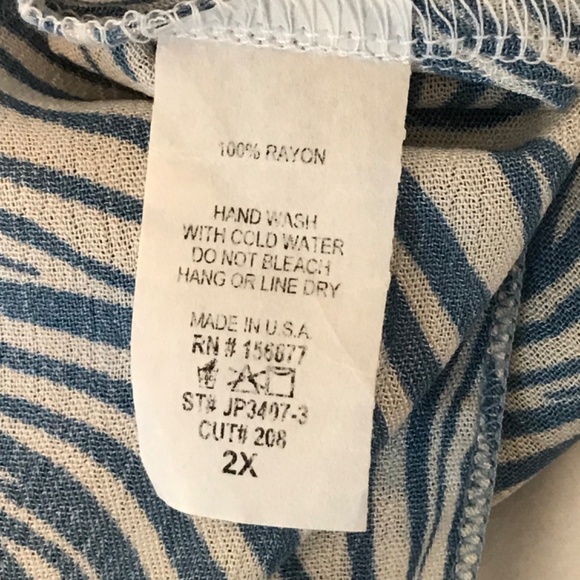 100% RAYON
HAND WASH
WITH COLD WATER
DO NOT BLEACH
HANG OR LINE DRY
MADE IN U.S.A
RN # 156677
ST# JP3407-3
CUT# 208
2X